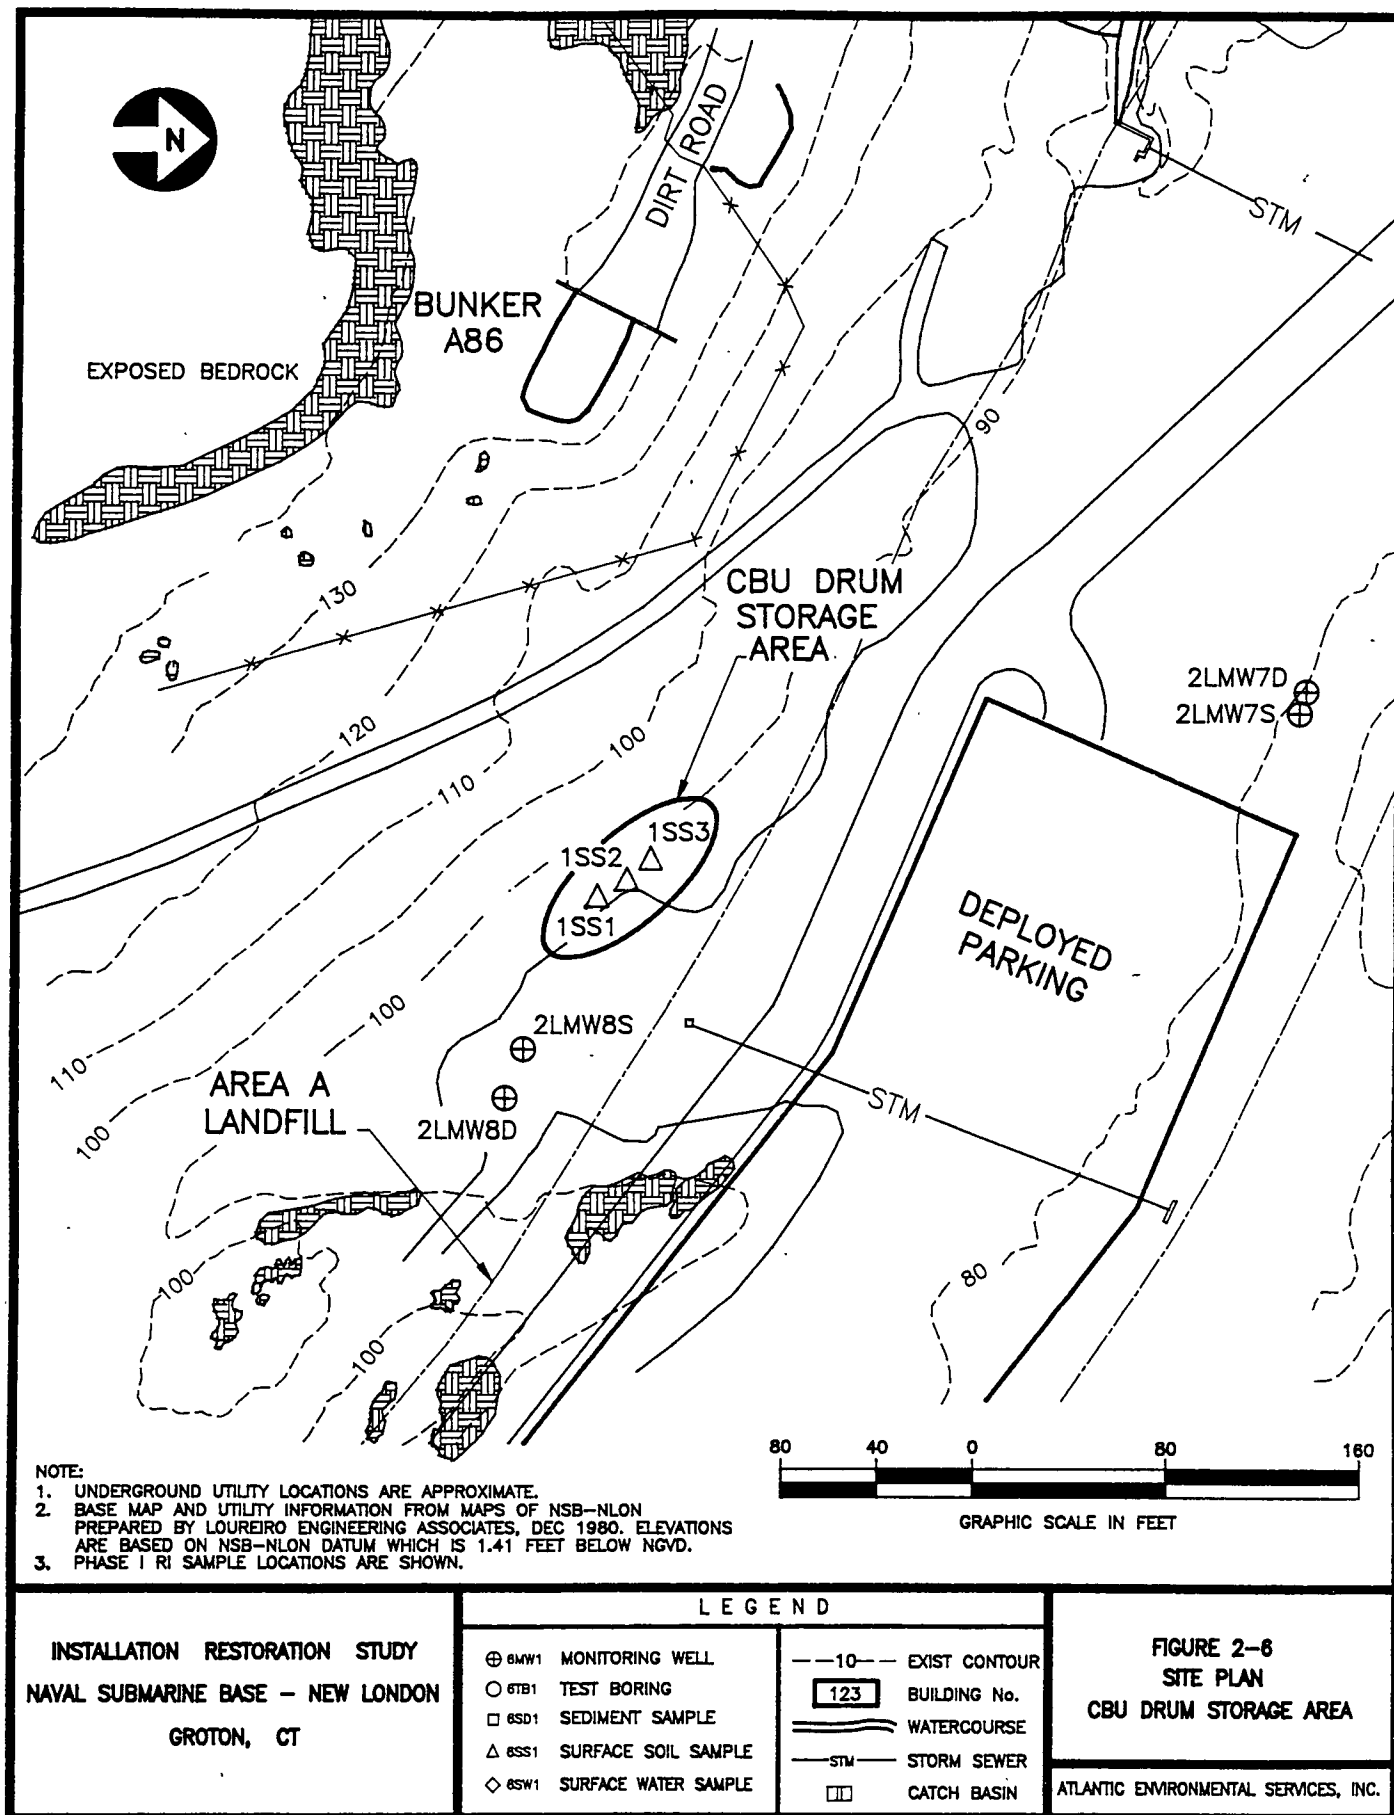 N
DIRT ROAD
STM
BUNKER
A86
EXPOSED BEDROCK
90
CBU DRUM
STORAGE
AREA
130
120
110
100
2LMW7D
2LMW7S
1SS3
1SS2
1SS1
DEPLOYED
PARKING
100
2LMW8S
110
AREA A
LANDFILL
100
2LMW8D
STM
100
80
100
80 40 0 80 160
GRAPHIC SCALE IN FEET
NOTE:
1. UNDERGROUND UTILITY LOCATIONS ARE APPROXIMATE.
2. BASE MAP AND UTILITY INFORMATION FROM MAPS OF NSB-NLON
PREPARED BY LOUREIRO ENGINEERING ASSOCIATES, DEC 1980. ELEVATIONS
ARE BASED ON NSB-NLON DATUM WHICH IS 1.41 FEET BELOW NGVD.
3. PHASE I RI SAMPLE LOCATIONS ARE SHOWN.
INSTALLATION RESTORATION STUDY
NAVAL SUBMARINE BASE - NEW LONDON
GROTON, CT
LEGEND
6MW1 MONITORING WELL
6TB1 TEST BORING
6SD1 SEDIMENT SAMPLE
6SS1 SURFACE SOIL SAMPLE
6SW1 SURFACE WATER SAMPLE
10 EXIST CONTOUR
123 BUILDING No.
WATERCOURSE
STM STORM SEWER
CATCH BASIN
FIGURE 2-6
SITE PLAN
CBU DRUM STORAGE AREA
ATLANTIC ENVIRONMENTAL SERVICES, INC.